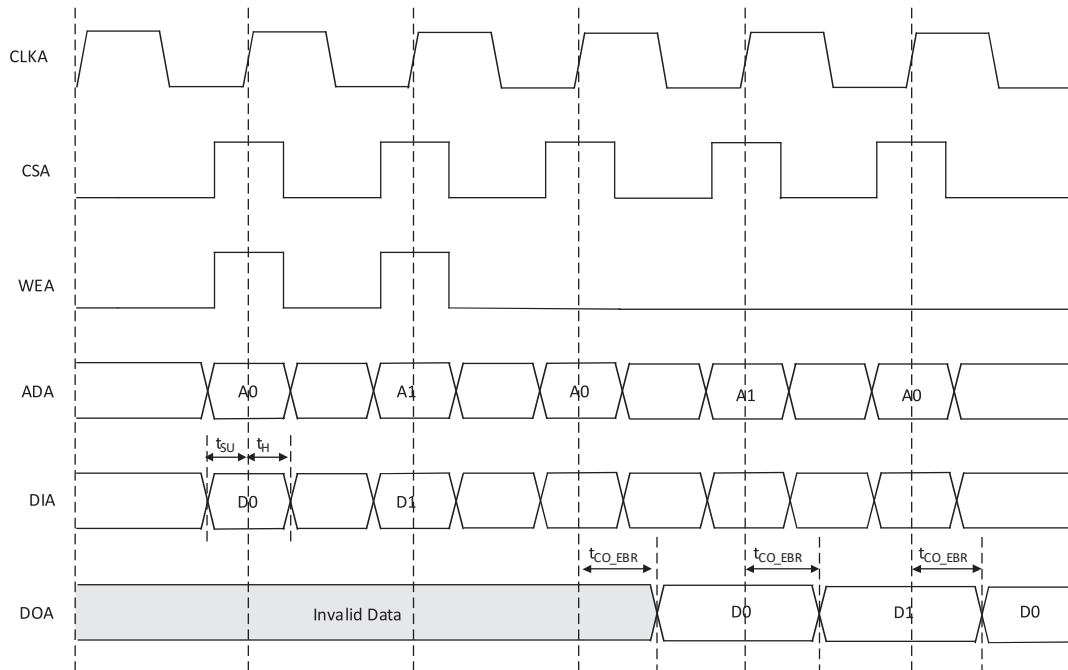 CLKA
CSA
WEA
ADA A0 A1 A0 A1 A0
tSU tH
DIA D0 D1
tCO_EBR tCO_EBR tCO_EBR
DOA Invalid Data D0 D1 D0